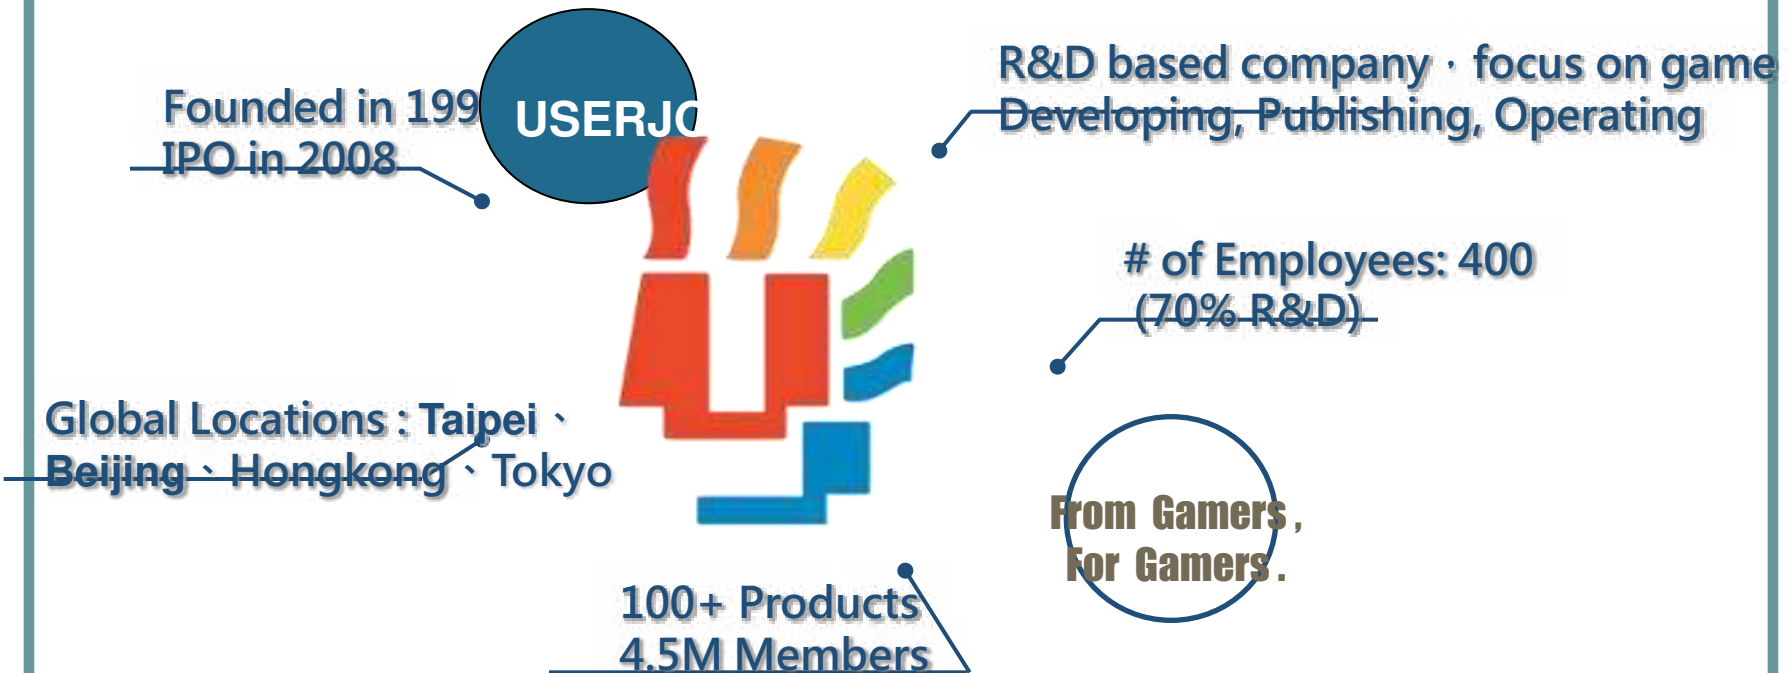 Founded in 199
IPO in 2008
USERJO
R&D based company，focus on game
Developing, Publishing, Operating
# of Employees: 400
(70% R&D)
Global Locations : Taipei、
Beijing、Hongkong、Tokyo
From Gamers ,
For Gamers .
100+ Products
4.5M Members